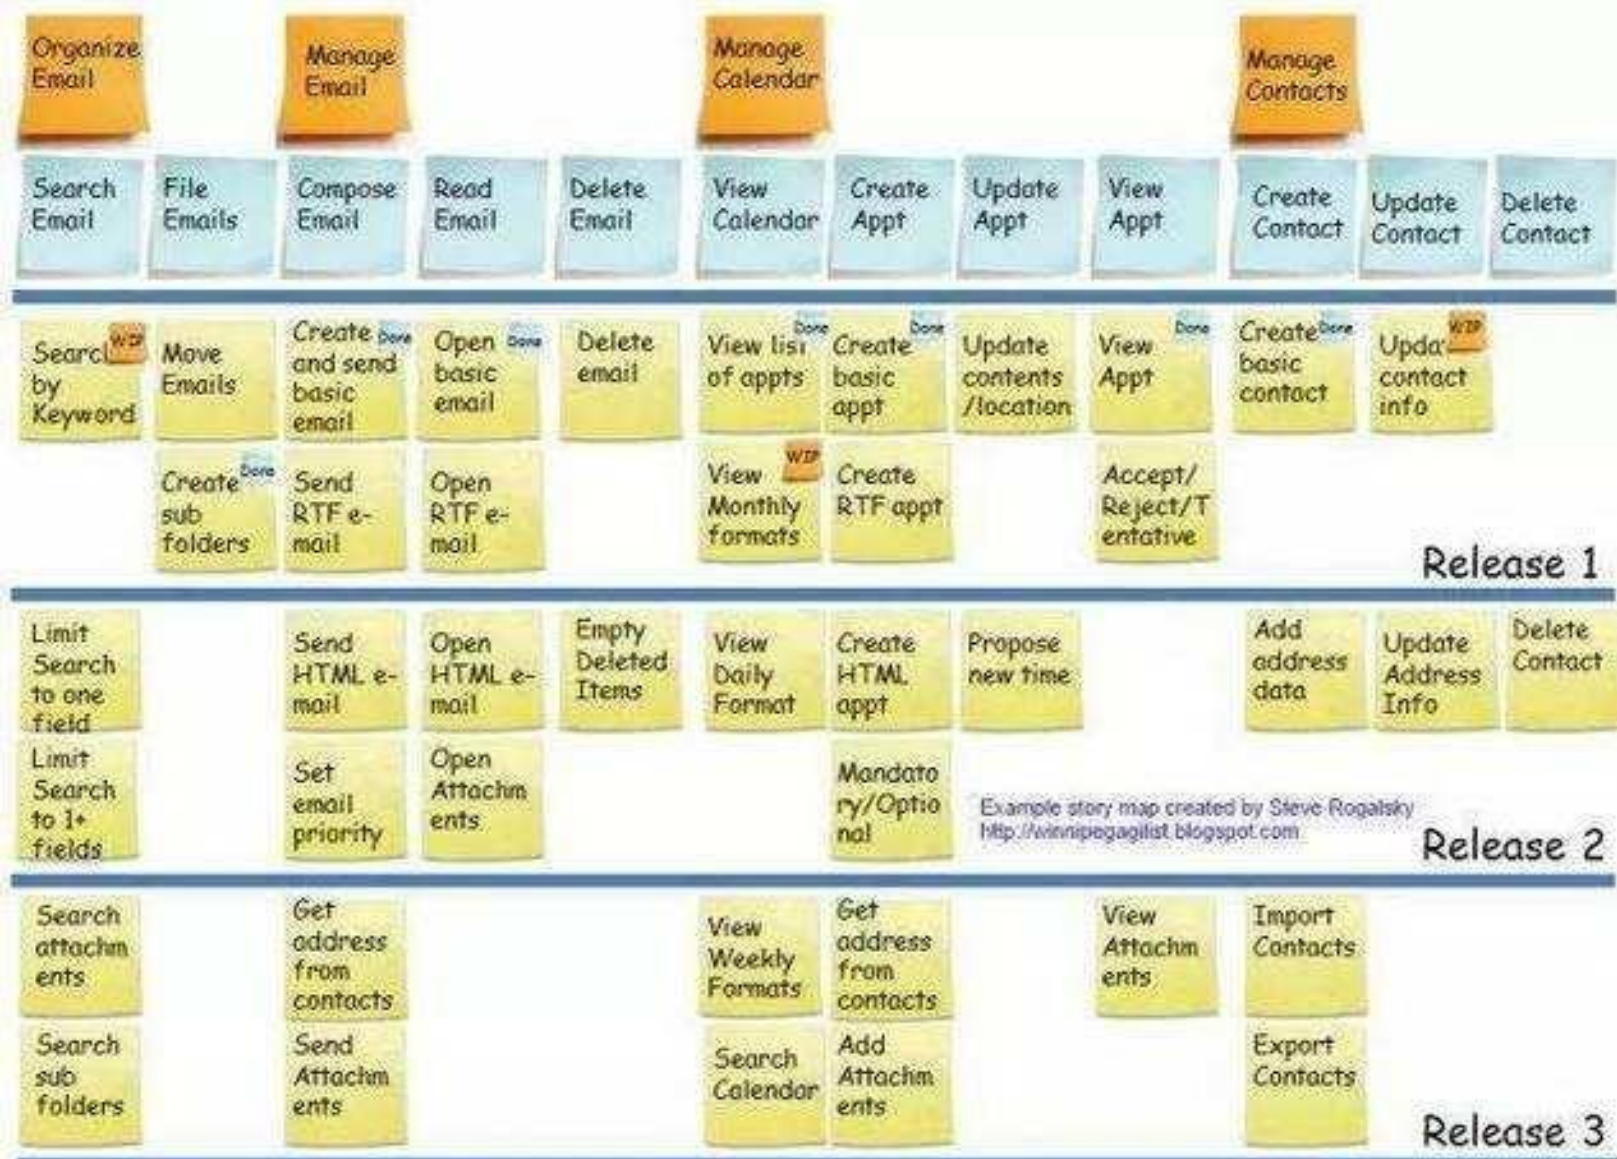 Organize
Email
Manage
Email
Manage
Calendar
Manage
Contacts
Search
Email
File
Emails
Compose
Email
Read
Email
Delete
Email
View
Calendar
Create
Appt
Update
Appt
View
Appt
Create
Contact
Update
Contact
Delete
Contact
Searc
WIP
by
Keyword
Move
Emails
Create
Done
and send
basic
email
Open
Done
basic
email
Delete
email
View list
Done
of appts
Create
Done
basic
appt
Update
contents
/location
View
Done
Appt
Create
Done
basic
contact
Upda
WIP
contact
info
Create
Done
sub
folders
Send
RTF e-
mail
Open
RTF e-
mail
View
WIP
Monthly
formats
Create
RTF appt
Accept/
Reject/T
entative
Release 1
Limit
Search
to one
field
Send
HTML e-
mail
Open
HTML e-
mail
Empty
Deleted
Items
View
Daily
Format
Create
HTML
appt
Propose
new time
Add
address
data
Update
Address
Info
Delete
Contact
Limit
Search
to 1+
fields
Set
email
priority
Open
Attachm
ents
Mandato
ry/Optio
nal
Example story map created by Steve Rogalsky
http://winnipegagilist.blogspot.com
Release 2
Search
attachm
ents
Get
address
from
contacts
View
Weekly
Formats
Get
address
from
contacts
View
Attachm
ents
Import
Contacts
Search
sub
folders
Send
Attachm
ents
Search
Calendar
Add
Attachm
ents
Export
Contacts
Release 3